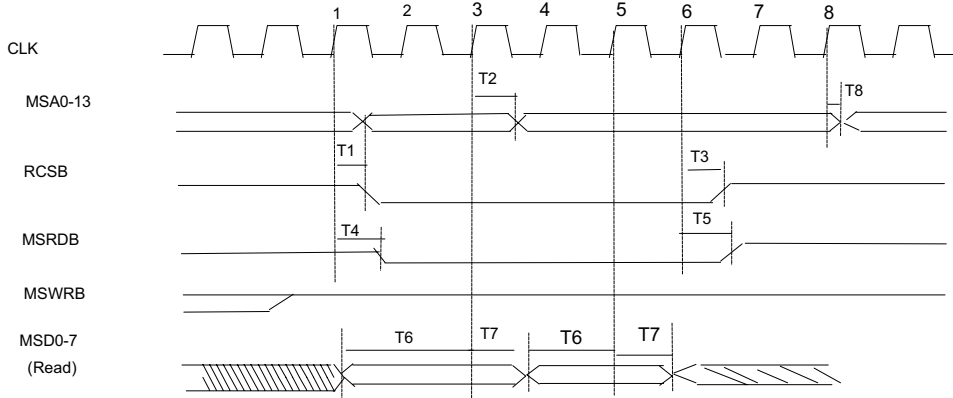 1 2 3 4 5 6 7 8
CLK
T2
T8
MSA0-13
T1
T3
RCSB
T4
T5
MSRDB
MSWRB
MSD0-7
T6 T7 T6 T7
(Read)